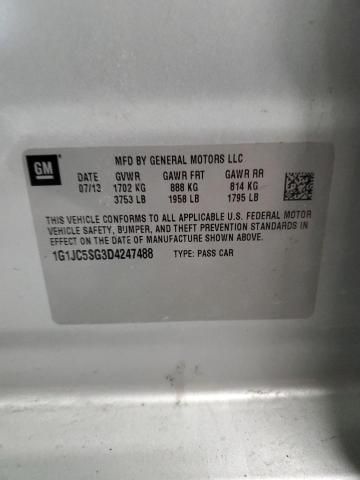 GM
MFD BY GENERAL MOTORS LLC
DATE GVWR GAWR FRT GAWR RR
07/13 1702 KG 888 KG 814 KG
3753 LB 1958 LB 1795 LB
THIS VEHICLE CONFORMS TO ALL APPLICABLE U.S. FEDERAL MOTOR
VEHICLE SAFETY, BUMPER, AND THEFT PREVENTION STANDARDS
IN EFFECT ON THE DATE OF MANUFACTURE SHOWN ABOVE.
1G1JC5SG3D4247488 TYPE: PASS CAR